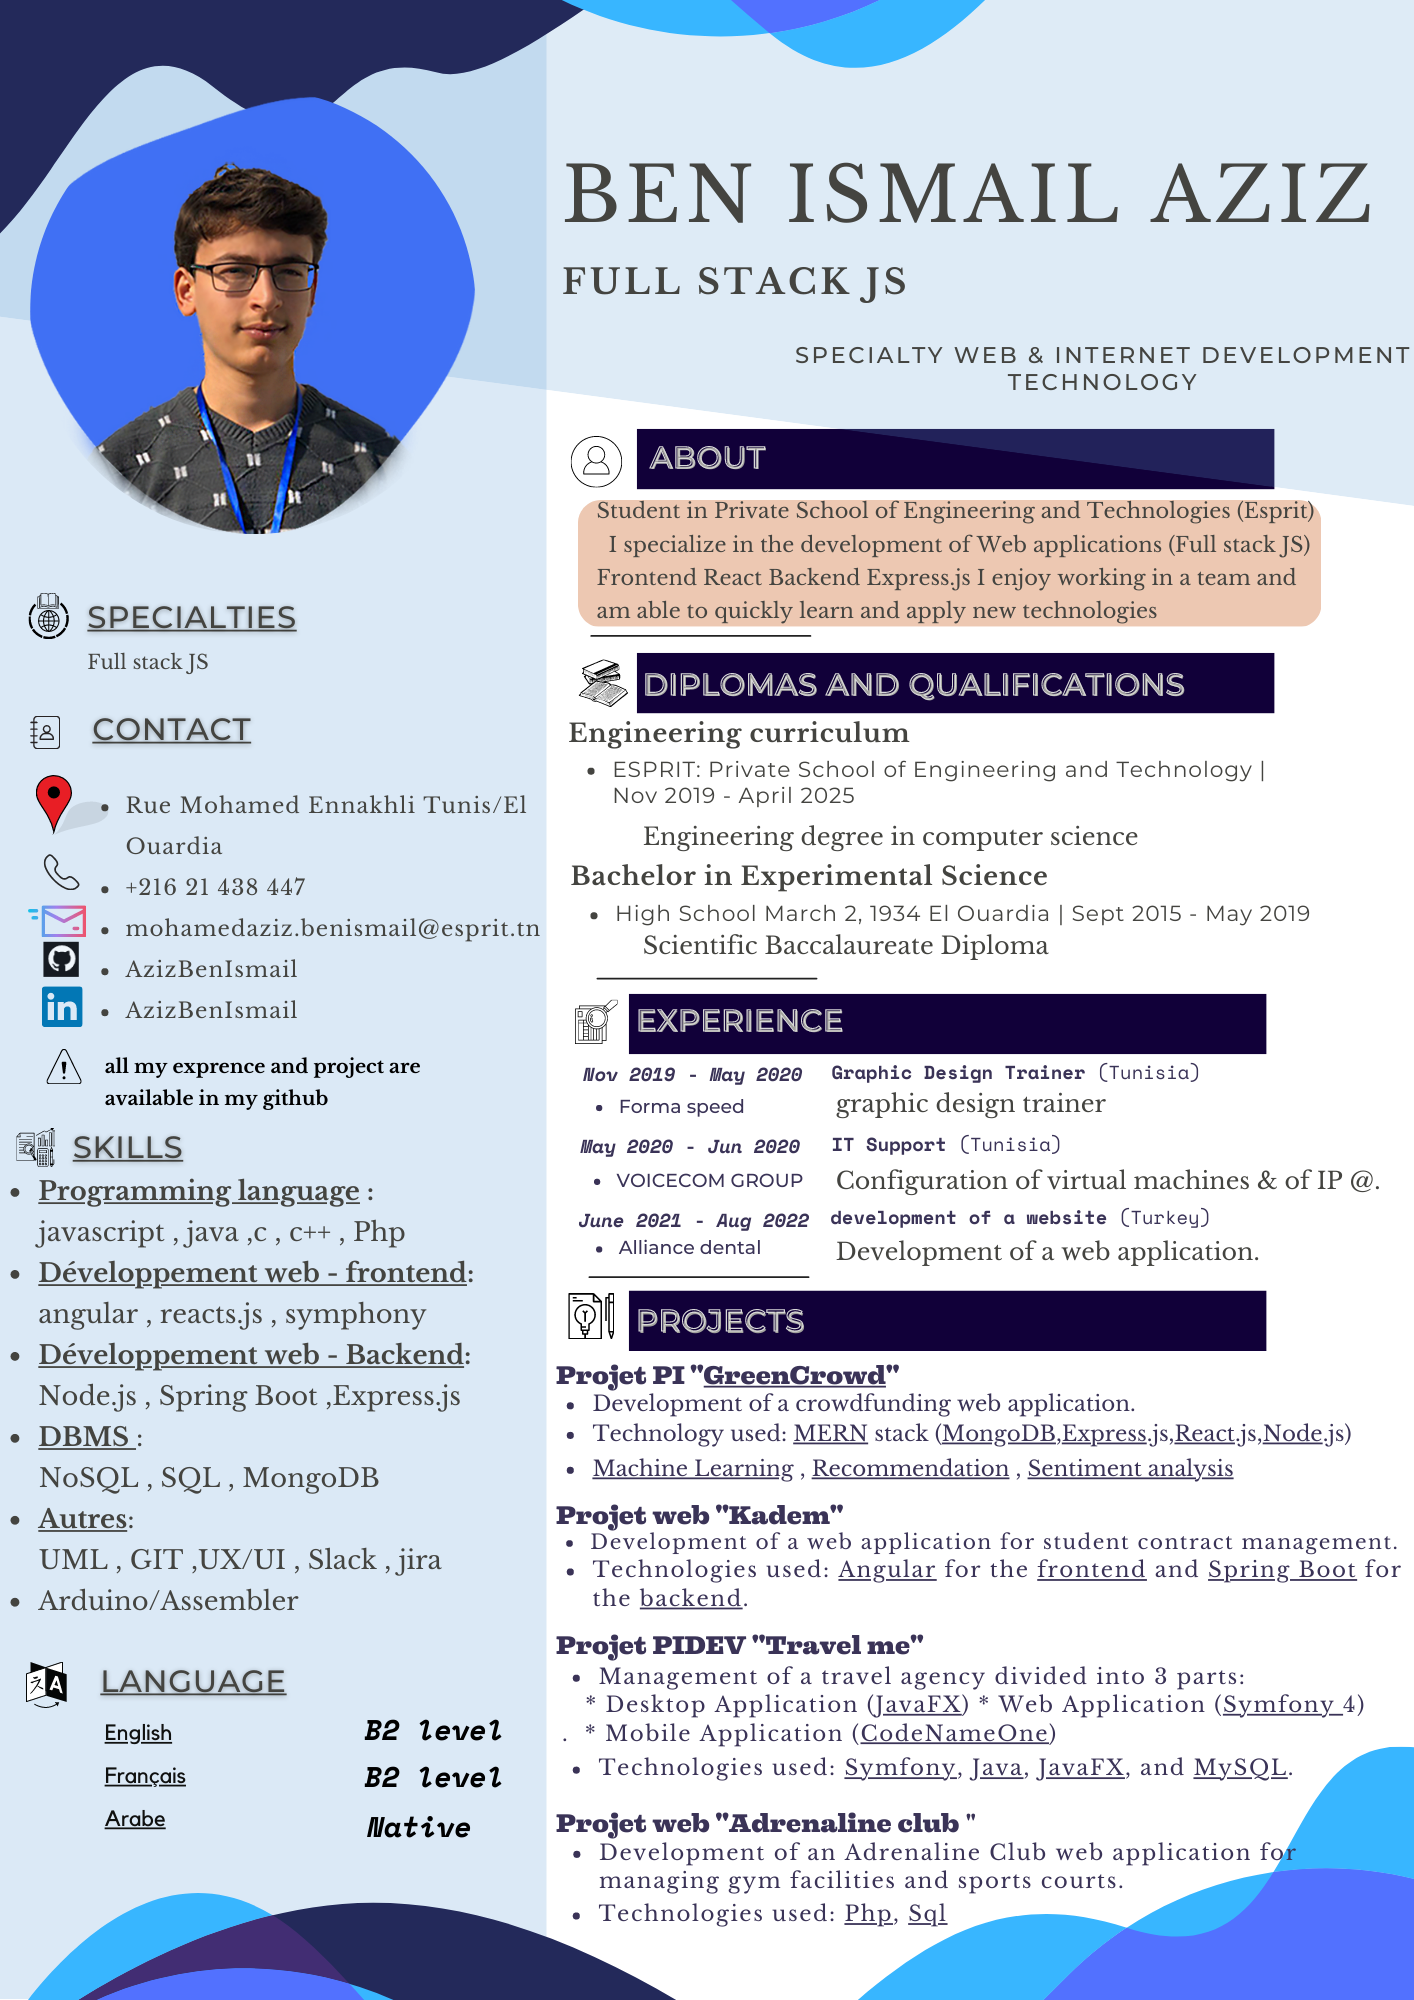 BEN ISMAIL AZIZ
FULL STACK JS
SPECIALTY WEB & INTERNET DEVELOPMENT
TECHNOLOGY
SPECIALTIES
Full stack JS
CONTACT
• Rue Mohamed Ennakhli Tunis/El
Ouardia
• +216 21 438 447
• mohamedaziz.benismail@esprit.tn
• AzizBenIsmail
in
• AzizBenIsmail
all my exprence and project are
available in my github
SKILLS
• Programming language :
javascript , java ,c , c++ , Php
• Développement web - frontend:
angular , reacts.js , symphony
• Développement web - Backend:
Node.js , Spring Boot ,Express.js
• DBMS :
NoSQL , SQL , MongoDB
• Autres:
UML , GIT ,UX/UI , Slack , jira
• Arduino/Assembler
LANGUAGE
English B2 level
Français B2 level
Arabe Native
ABOUT
Student in Private School of Engineering and Technologies (Esprit)
I specialize in the development of Web applications (Full stack JS)
Frontend React Backend Express.js I enjoy working in a team and
am able to quickly learn and apply new technologies
DIPLOMAS AND QUALIFICATIONS
Engineering curriculum
• ESPRIT: Private School of Engineering and Technology |
Nov 2019 - April 2025
Engineering degree in computer science
Bachelor in Experimental Science
• High School March 2, 1934 El Ouardia | Sept 2015 - May 2019
Scientific Baccalaureate Diploma
EXPERIENCE
Nov 2019 - May 2020 Graphic Design Trainer (Tunisia)
• Forma speed graphic design trainer
May 2020 - Jun 2020 IT Support (Tunisia)
• VOICECOM GROUP Configuration of virtual machines & of IP @.
June 2021 - Aug 2022 development of a website (Turkey)
• Alliance dental Development of a web application.
PROJECTS
Projet PI "GreenCrowd"
• Development of a crowdfunding web application.
• Technology used: MERN stack (MongoDB,Express.js,React.js,Node.js)
• Machine Learning , Recommendation , Sentiment analysis
Projet web "Kadem"
• Development of a web application for student contract management.
• Technologies used: Angular for the frontend and Spring Boot for
the backend.
Projet PIDEV "Travel me"
• Management of a travel agency divided into 3 parts:
* Desktop Application (JavaFX) * Web Application (Symfony 4)
. * Mobile Application (CodeNameOne)
• Technologies used: Symfony, Java, JavaFX, and MySQL.
Projet web "Adrenaline club "
• Development of an Adrenaline Club web application for
managing gym facilities and sports courts.
• Technologies used: Php, Sql